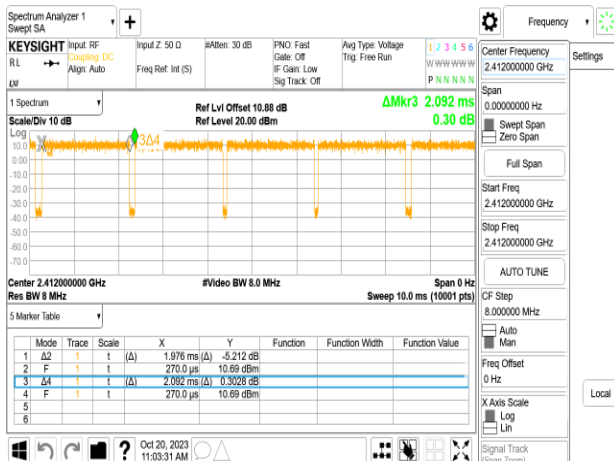 Spectrum Analyzer 1
Swept SA
Frequency
KEYSIGHT Input: RF Input Z: 50 Ω #Atten: 30 dB PNO: Fast Avg Type: Voltage 1 2 3 4 5 6
RL Coupling: DC Gate: Off Trig: Free Run W W W W W W
Align: Auto Freq Ref: Int (S) IF Gain: Low
Sig Track: Off P N N N N N
1 Spectrum
Scale/Div 10 dB
Ref Lvl Offset 10.88 dB
Ref Level 20.00 dBm
ΔMkr3 2.092 ms
0.30 dB
Log
10.0
0.00
-10.0
-20.0
-30.0
-40.0
-50.0
-60.0
-70.0
3Δ4
Center 2.412000000 GHz #Video BW 8.0 MHz Span 0 Hz
Res BW 8 MHz Sweep 10.0 ms (10001 pts)
5 Marker Table
Mode Trace Scale X Y Function Function Width Function Value
1 Δ2 1 t (Δ) 1.976 ms (Δ) -5.212 dB
2 F 1 t 270.0 µs 10.69 dBm
3 Δ4 1 t (Δ) 2.092 ms (Δ) 0.3028 dB
4 F 1 t 270.0 µs 10.69 dBm
5
6
?
Oct 20, 2023
11:03:31 AM
Center Frequency
2.412000000 GHz
Settings
Span
0.00000000 Hz
Swept Span
Zero Span
Full Span
Start Freq
2.412000000 GHz
Stop Freq
2.412000000 GHz
AUTO TUNE
CF Step
8.000000 MHz
Auto
Man
Freq Offset
0 Hz
X Axis Scale
Log
Lin
Local
Signal Track
(Span Zoom)